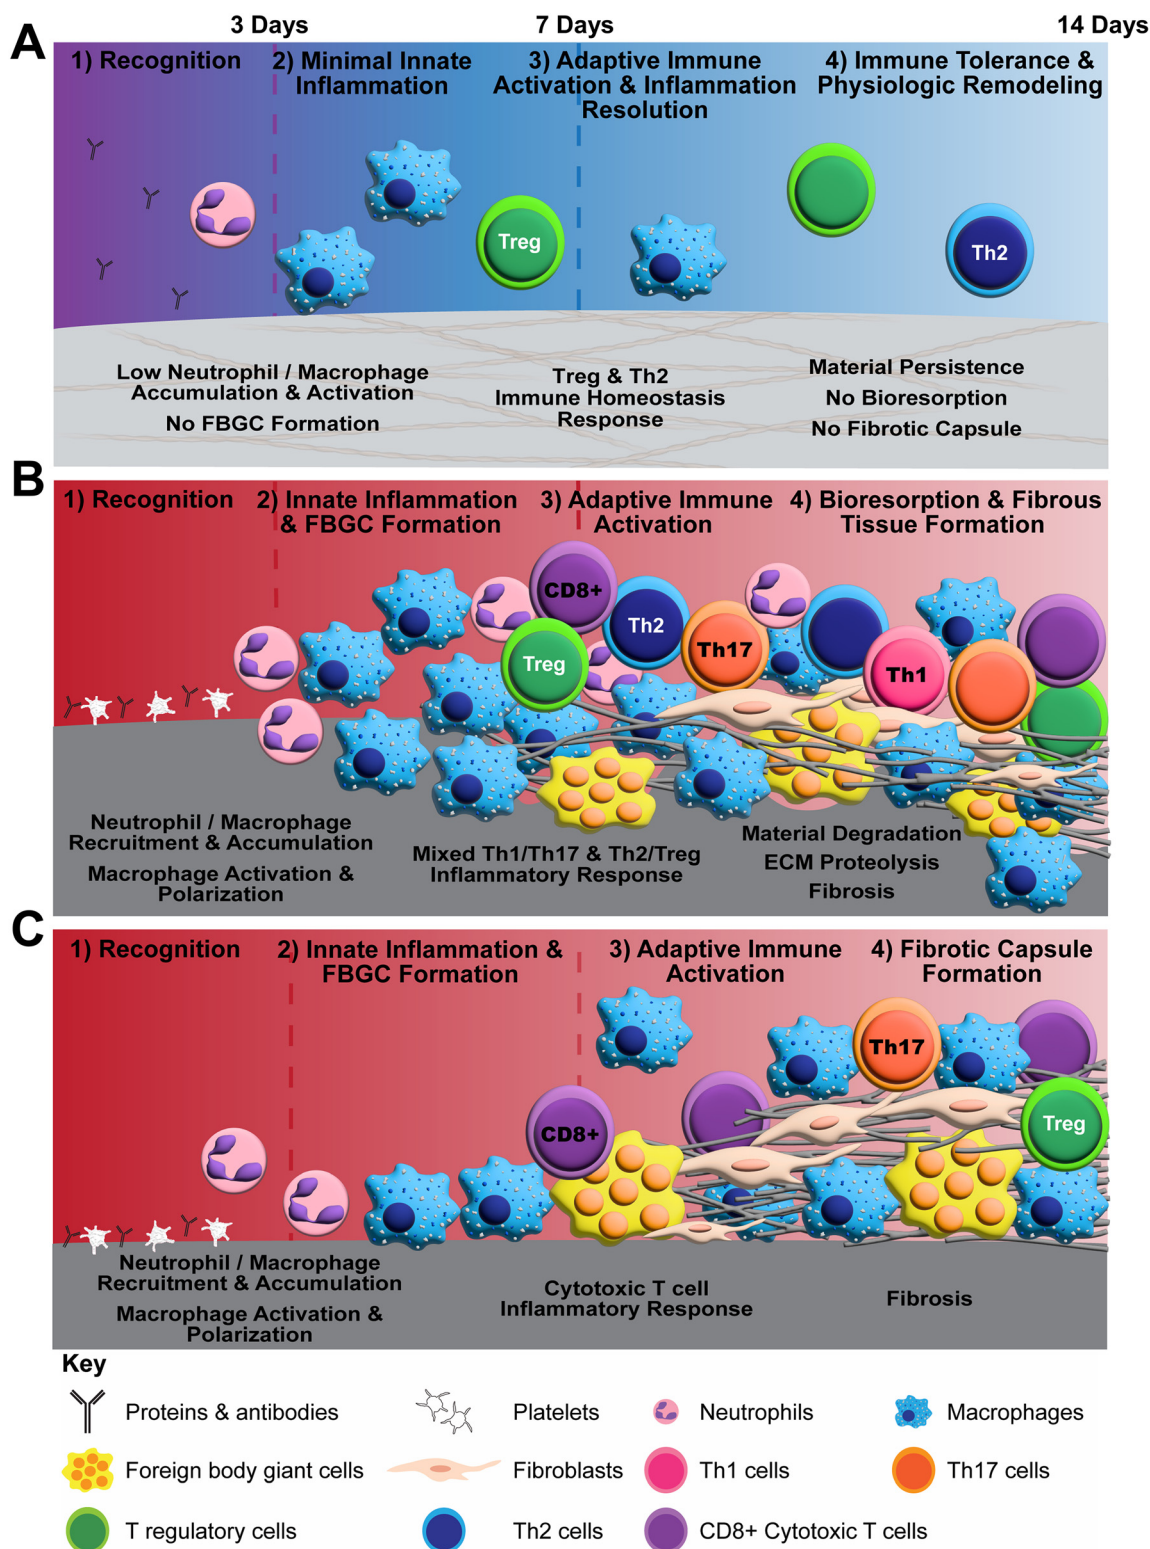 3 Days
7 Days
14 Days
A
1) Recognition
2) Minimal Innate
Inflammation
3) Adaptive Immune
Activation & Inflammation
Resolution
4) Immune Tolerance &
Physiologic Remodeling
Treg
Th2
Low Neutrophil / Macrophage
Accumulation & Activation
No FBGC Formation
Treg & Th2
Immune Homeostasis
Response
Material Persistence
No Bioresorption
No Fibrotic Capsule
B
1) Recognition
2) Innate Inflammation
& FBGC Formation
3) Adaptive Immune
Activation
4) Bioresorption & Fibrous
Tissue Formation
CD8+
Th2
Treg
Th17
Th1
Neutrophil / Macrophage
Recruitment & Accumulation
Macrophage Activation &
Polarization
Mixed Th1/Th17 & Th2/Treg
Inflammatory Response
Material Degradation
ECM Proteolysis
Fibrosis
C
1) Recognition
2) Innate Inflammation &
FBGC Formation
3) Adaptive Immune
Activation
4) Fibrotic Capsule
Formation
Th17
CD8+
Treg
Neutrophil / Macrophage
Recruitment & Accumulation
Macrophage Activation &
Polarization
Cytotoxic T cell
Inflammatory Response
Fibrosis
Key
Proteins & antibodies
Platelets
Neutrophils
Macrophages
Foreign body giant cells
Fibroblasts
Th1 cells
Th17 cells
T regulatory cells
Th2 cells
CD8+ Cytotoxic T cells